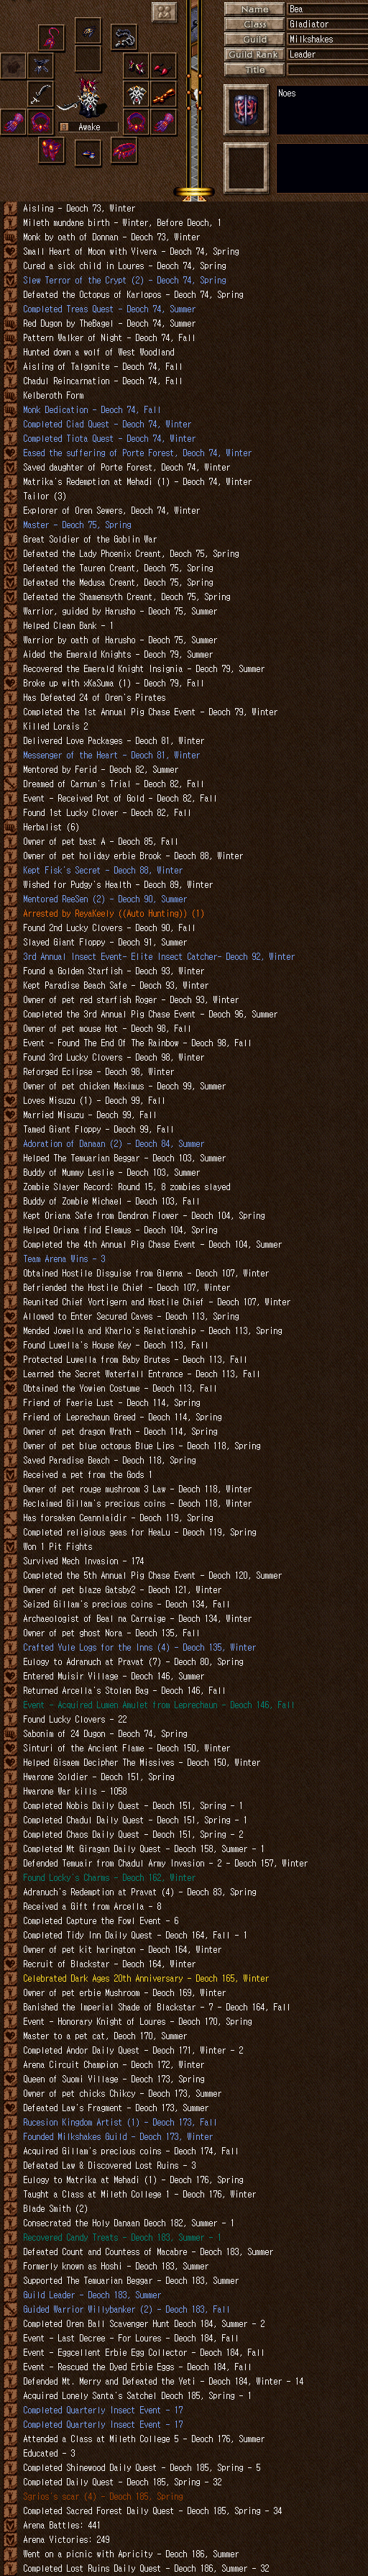 Name Bea
Class Gladiator
Guild Milkshakes
Guild Rank Leader
Title
Noes
Awake
Aisling - Deoch 73, Winter
Mileth mundane birth - Winter, Before Deoch, 1
Monk by oath of Donnan - Deoch 73, Winter
Small Heart of Moon with Vivera - Deoch 74, Spring
Cured a sick child in Loures - Deoch 74, Spring
Slew Terror of the Crypt (2) - Deoch 74, Spring
Defeated the Octopus of Karlopos - Deoch 74, Spring
Completed Treas Quest - Deoch 74, Summer
Red Dugon by TheBagel - Deoch 74, Summer
Pattern Walker of Night - Deoch 74, Fall
Hunted down a wolf of West Woodland
Aisling of Talgonite - Deoch 74, Fall
Chadul Reincarnation - Deoch 74, Fall
Kelberoth Form
Monk Dedication - Deoch 74, Fall
Completed Ciad Quest - Deoch 74, Winter
Completed Tiota Quest - Deoch 74, Winter
Eased the suffering of Porte Forest, Deoch 74, Winter
Saved daughter of Porte Forest, Deoch 74, Winter
Matrika's Redemption at Mehadi (1) - Deoch 74, Winter
Tailor (3)
Explorer of Oren Sewers, Deoch 74, Winter
Master - Deoch 75, Spring
Great Soldier of the Goblin War
Defeated the Lady Phoenix Creant, Deoch 75, Spring
Defeated the Tauren Creant, Deoch 75, Spring
Defeated the Medusa Creant, Deoch 75, Spring
Defeated the Shamensyth Creant, Deoch 75, Spring
Warrior, guided by Harusho - Deoch 75, Summer
Helped Clean Bank - 1
Warrior by oath of Harusho - Deoch 75, Summer
Aided the Emerald Knights - Deoch 79, Summer
Recovered the Emerald Knight Insignia - Deoch 79, Summer
Broke up with xKaSuma (1) - Deoch 79, Fall
Has Defeated 24 of Oren's Pirates
Completed the 1st Annual Pig Chase Event - Deoch 79, Winter
Killed Lorais 2
Delivered Love Packages - Deoch 81, Winter
Messenger of the Heart - Deoch 81, Winter
Mentored by Ferid - Deoch 82, Summer
Dreamed of Carnun's Trial - Deoch 82, Fall
Event - Received Pot of Gold - Deoch 82, Fall
Found 1st Lucky Clover - Deoch 82, Fall
Herbalist (6)
Owner of pet bast A - Deoch 85, Fall
Owner of pet holiday erbie Brook - Deoch 88, Winter
Kept Fisk's Secret - Deoch 88, Winter
Wished for Pudgy's Health - Deoch 89, Winter
Mentored ReeSen (2) - Deoch 90, Summer
Arrested by ReyaKeely ((Auto Hunting)) (1)
Found 2nd Lucky Clovers - Deoch 90, Fall
Slayed Giant Floppy - Deoch 91, Summer
3rd Annual Insect Event- Elite Insect Catcher- Deoch 92, Winter
Found a Golden Starfish - Deoch 93, Winter
Kept Paradise Beach Safe - Deoch 93, Winter
Owner of pet red starfish Roger - Deoch 93, Winter
Completed the 3rd Annual Pig Chase Event - Deoch 96, Summer
Owner of pet mouse Hot - Deoch 98, Fall
Event - Found The End Of The Rainbow - Deoch 98, Fall
Found 3rd Lucky Clovers - Deoch 98, Winter
Reforged Eclipse - Deoch 98, Winter
Owner of pet chicken Maximus - Deoch 99, Summer
Loves Misuzu (1) - Deoch 99, Fall
Married Misuzu - Deoch 99, Fall
Tamed Giant Floppy - Deoch 99, Fall
Adoration of Danaan (2) - Deoch 84, Summer
Helped The Temuarian Beggar - Deoch 103, Summer
Buddy of Mummy Leslie - Deoch 103, Summer
Zombie Slayer Record: Round 15, 8 zombies slayed
Buddy of Zombie Michael - Deoch 103, Fall
Kept Oriana Safe from Dendron Flower - Deoch 104, Spring
Helped Oriana find Elemus - Deoch 104, Spring
Completed the 4th Annual Pig Chase Event - Deoch 104, Summer
Team Arena Wins - 3
Obtained Hostile Disguise from Glenna - Deoch 107, Winter
Befriended the Hostile Chief - Deoch 107, Winter
Reunited Chief Vortigern and Hostile Chief - Deoch 107, Winter
Allowed to Enter Secured Caves - Deoch 113, Spring
Mended Jowella and Kharlo's Relationship - Deoch 113, Spring
Found Luvella's House Key - Deoch 113, Fall
Protected Luwella from Baby Brutes - Deoch 113, Fall
Learned the Secret Waterfall Entrance - Deoch 113, Fall
Obtained the Yowien Costume - Deoch 113, Fall
Friend of Faerie Lust - Deoch 114, Spring
Friend of Leprechaun Greed - Deoch 114, Spring
Owner of pet dragon Wrath - Deoch 114, Spring
Owner of pet blue octopus Blue Lips - Deoch 118, Spring
Saved Paradise Beach - Deoch 118, Spring
Received a pet from the Gods 1
Owner of pet rouge mushroom 3 Law - Deoch 118, Winter
Reclaimed Gillam's precious coins - Deoch 118, Winter
Has forsaken Ceannlaidir - Deoch 119, Spring
Completed religious geas for HeaLu - Deoch 119, Spring
Won 1 Pit Fights
Survived Mech Invasion - 174
Completed the 5th Annual Pig Chase Event - Deoch 120, Summer
Owner of pet blaze Gatsby2 - Deoch 121, Winter
Seized Gillam's precious coins - Deoch 134, Fall
Archaeologist of Beal na Carraige - Deoch 134, Winter
Owner of pet ghost Nora - Deoch 135, Fall
Crafted Yule Logs for the Inns (4) - Deoch 135, Winter
Eulogy to Adranuch at Pravat (7) - Deoch 80, Spring
Entered Muisir Village - Deoch 146, Summer
Returned Arcella's Stolen Bag - Deoch 146, Fall
Event - Acquired Lumen Amulet from Leprechaun - Deoch 146, Fall
Found Lucky Clovers - 22
Sabonim of 24 Dugon - Deoch 74, Spring
Sinturi of the Ancient Flame - Deoch 150, Winter
Helped Gisaem Decipher The Missives - Deoch 150, Winter
Hwarone Soldier - Deoch 151, Spring
Hwarone War kills - 1058
Completed Nobis Daily Quest - Deoch 151, Spring - 1
Completed Chadul Daily Quest - Deoch 151, Spring - 1
Completed Chaos Daily Quest - Deoch 151, Spring - 2
Completed Mt Giragan Daily Quest - Deoch 158, Summer - 1
Defended Temuair from Chadul Army Invasion - 2 - Deoch 157, Winter
Found Lucky's Charms - Deoch 162, Winter
Adranuch's Redemption at Pravat (4) - Deoch 83, Spring
Received a Gift from Arcella - 8
Completed Capture the Fowl Event - 6
Completed Tidy Inn Daily Quest - Deoch 164, Fall - 1
Owner of pet kit harington - Deoch 164, Winter
Recruit of Blackstar - Deoch 164, Winter
Celebrated Dark Ages 20th Anniversary - Deoch 165, Winter
Owner of pet erbie Mushroom - Deoch 169, Winter
Banished the Imperial Shade of Blackstar - 7 - Deoch 164, Fall
Event - Honorary Knight of Loures - Deoch 170, Spring
Master to a pet cat, Deoch 170, Summer
Completed Andor Daily Quest - Deoch 171, Winter - 2
Arena Circuit Champion - Deoch 172, Winter
Queen of Suomi Village - Deoch 173, Spring
Owner of pet chicks Chikcy - Deoch 173, Summer
Defeated Law's Fragment - Deoch 173, Summer
Rucesion Kingdom Artist (1) - Deoch 173, Fall
Founded Milkshakes Guild - Deoch 173, Winter
Acquired Gillam's precious coins - Deoch 174, Fall
Defeated Law & Discovered Lost Ruins - 3
Eulogy to Matrika at Mehadi (1) - Deoch 176, Spring
Taught a Class at Mileth College 1 - Deoch 176, Winter
Blade Smith (2)
Consecrated the Holy Danaan Deoch 182, Summer - 1
Recovered Candy Treats - Deoch 183, Summer - 1
Defeated Count and Countess of Macabre - Deoch 183, Summer
Formerly known as Hoshi - Deoch 183, Summer
Supported The Temuarian Beggar - Deoch 183, Summer
Guild Leader - Deoch 183, Summer
Guided Warrior Willybanker (2) - Deoch 183, Fall
Completed Oren Ball Scavenger Hunt Deoch 184, Summer - 2
Event - Last Decree - For Loures - Deoch 184, Fall
Event - Eggcellent Erbie Egg Collector - Deoch 184, Fall
Event - Rescued the Dyed Erbie Eggs - Deoch 184, Fall
Defended Mt. Merry and Defeated the Yeti - Deoch 184, Winter - 14
Acquired Lonely Santa's Satchel Deoch 185, Spring - 1
Completed Quarterly Insect Event - 17
Completed Quarterly Insect Event - 17
Attended a Class at Mileth College 5 - Deoch 176, Summer
Educated - 3
Completed Shinewood Daily Quest - Deoch 185, Spring - 5
Completed Daily Quest - Deoch 185, Spring - 32
Sgrios's scar (4) - Deoch 185, Spring
Completed Sacred Forest Daily Quest - Deoch 185, Spring - 34
Arena Battles: 441
Arena Victories: 249
Went on a picnic with Apricity - Deoch 186, Summer
Completed Lost Ruins Daily Quest - Deoch 186, Summer - 32